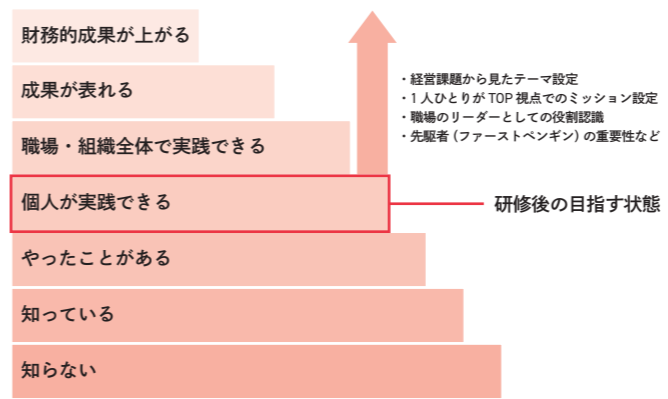 財務的成果が上がる
成果が表れる
職場・組織全体で実践できる
個人が実践できる
やったことがある
知っている
知らない
・経営課題から見たテーマ設定
・1人ひとりがTOP視点でのミッション設定
・職場のリーダーとしての役割認識
・先駆者（ファーストペンギン）の重要性など
研修後の目指す状態